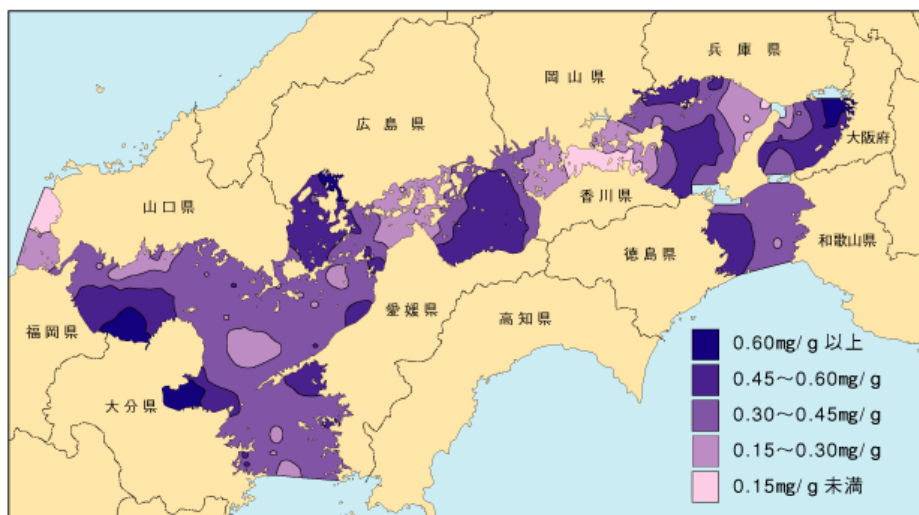 兵庫県
岡山県
広島県
大阪府
山口県
香川県
徳島県
和歌山県
愛媛県
福岡県
高知県
大分県
0.60㎎/g 以上
0.45～0.60㎎/g
0.30～0.45㎎/g
0.15～0.30㎎/g
0.15㎎/g 未満